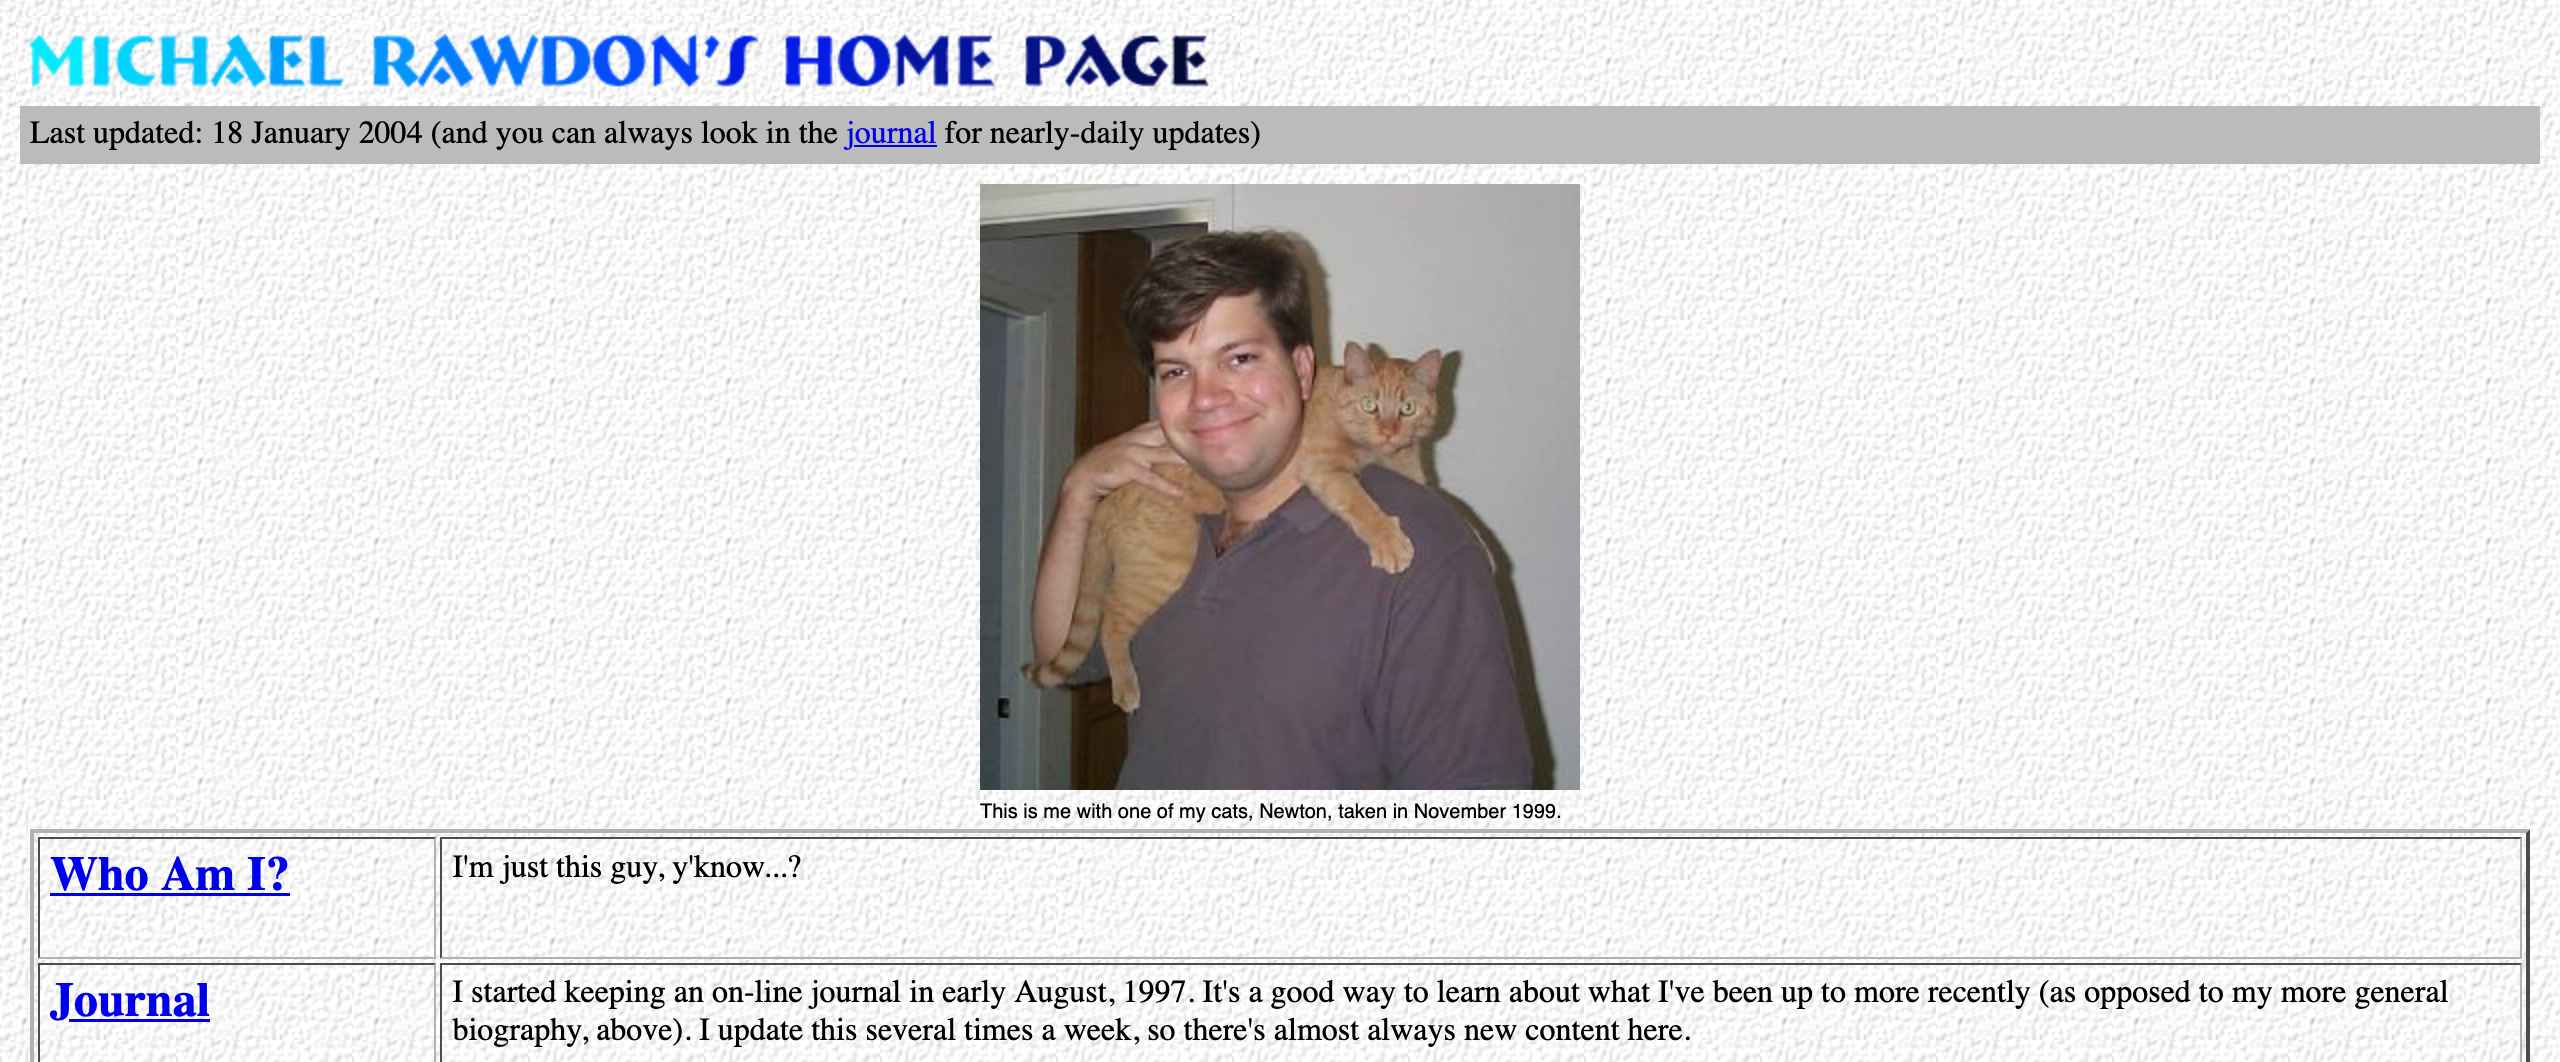 MICHAEL RAWDON'S HOME PAGE
Last updated: 18 January 2004 (and you can always look in the journal for nearly-daily updates)
This is me with one of my cats, Newton, taken in November 1999.
Who Am I?
I'm just this guy, y'know...?
Journal
I started keeping an on-line journal in early August, 1997. It's a good way to learn about what I've been up to more recently (as opposed to my more general
biography, above). I update this several times a week, so there's almost always new content here.